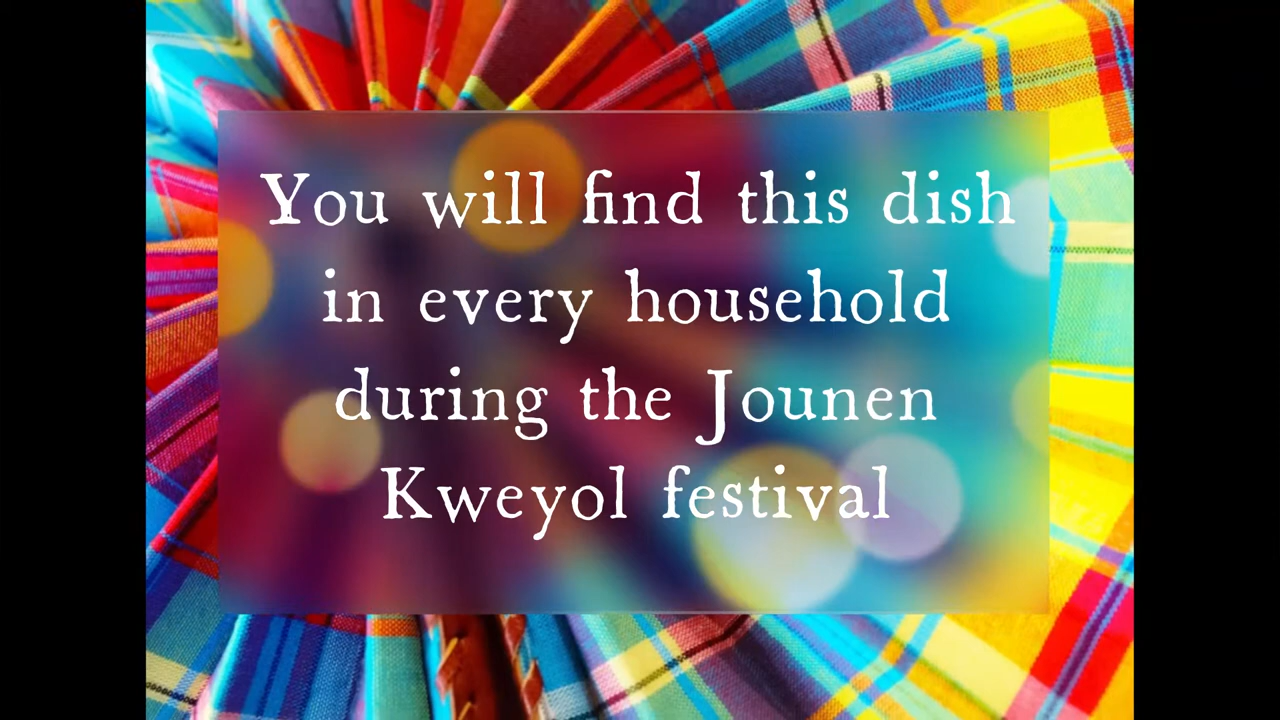 You will find this dish
in every household
during the Jounen
Kweyol festival